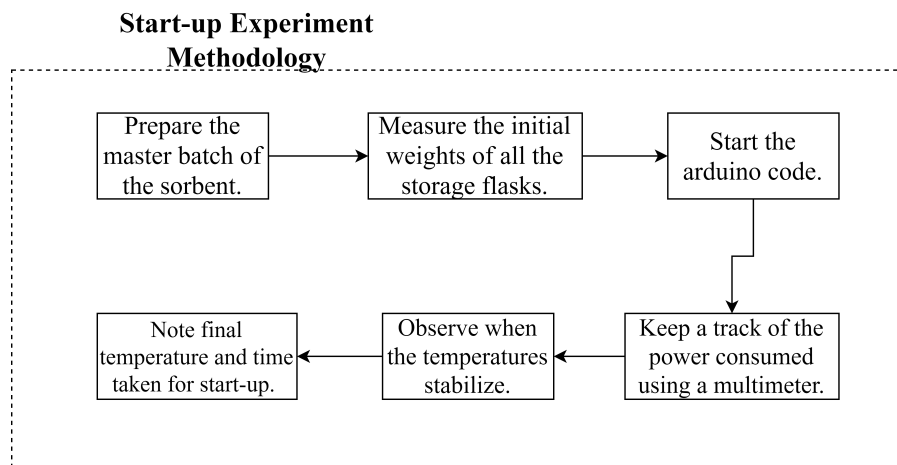 Start-up Experiment
Methodology
Prepare the
master batch of
the sorbent.
Measure the initial
weights of all the
storage flasks.
Start the
arduino code.
Keep a track of the
power consumed
using a multimeter.
Observe when
the temperatures
stabilize.
Note final
temperature and time
taken for start-up.